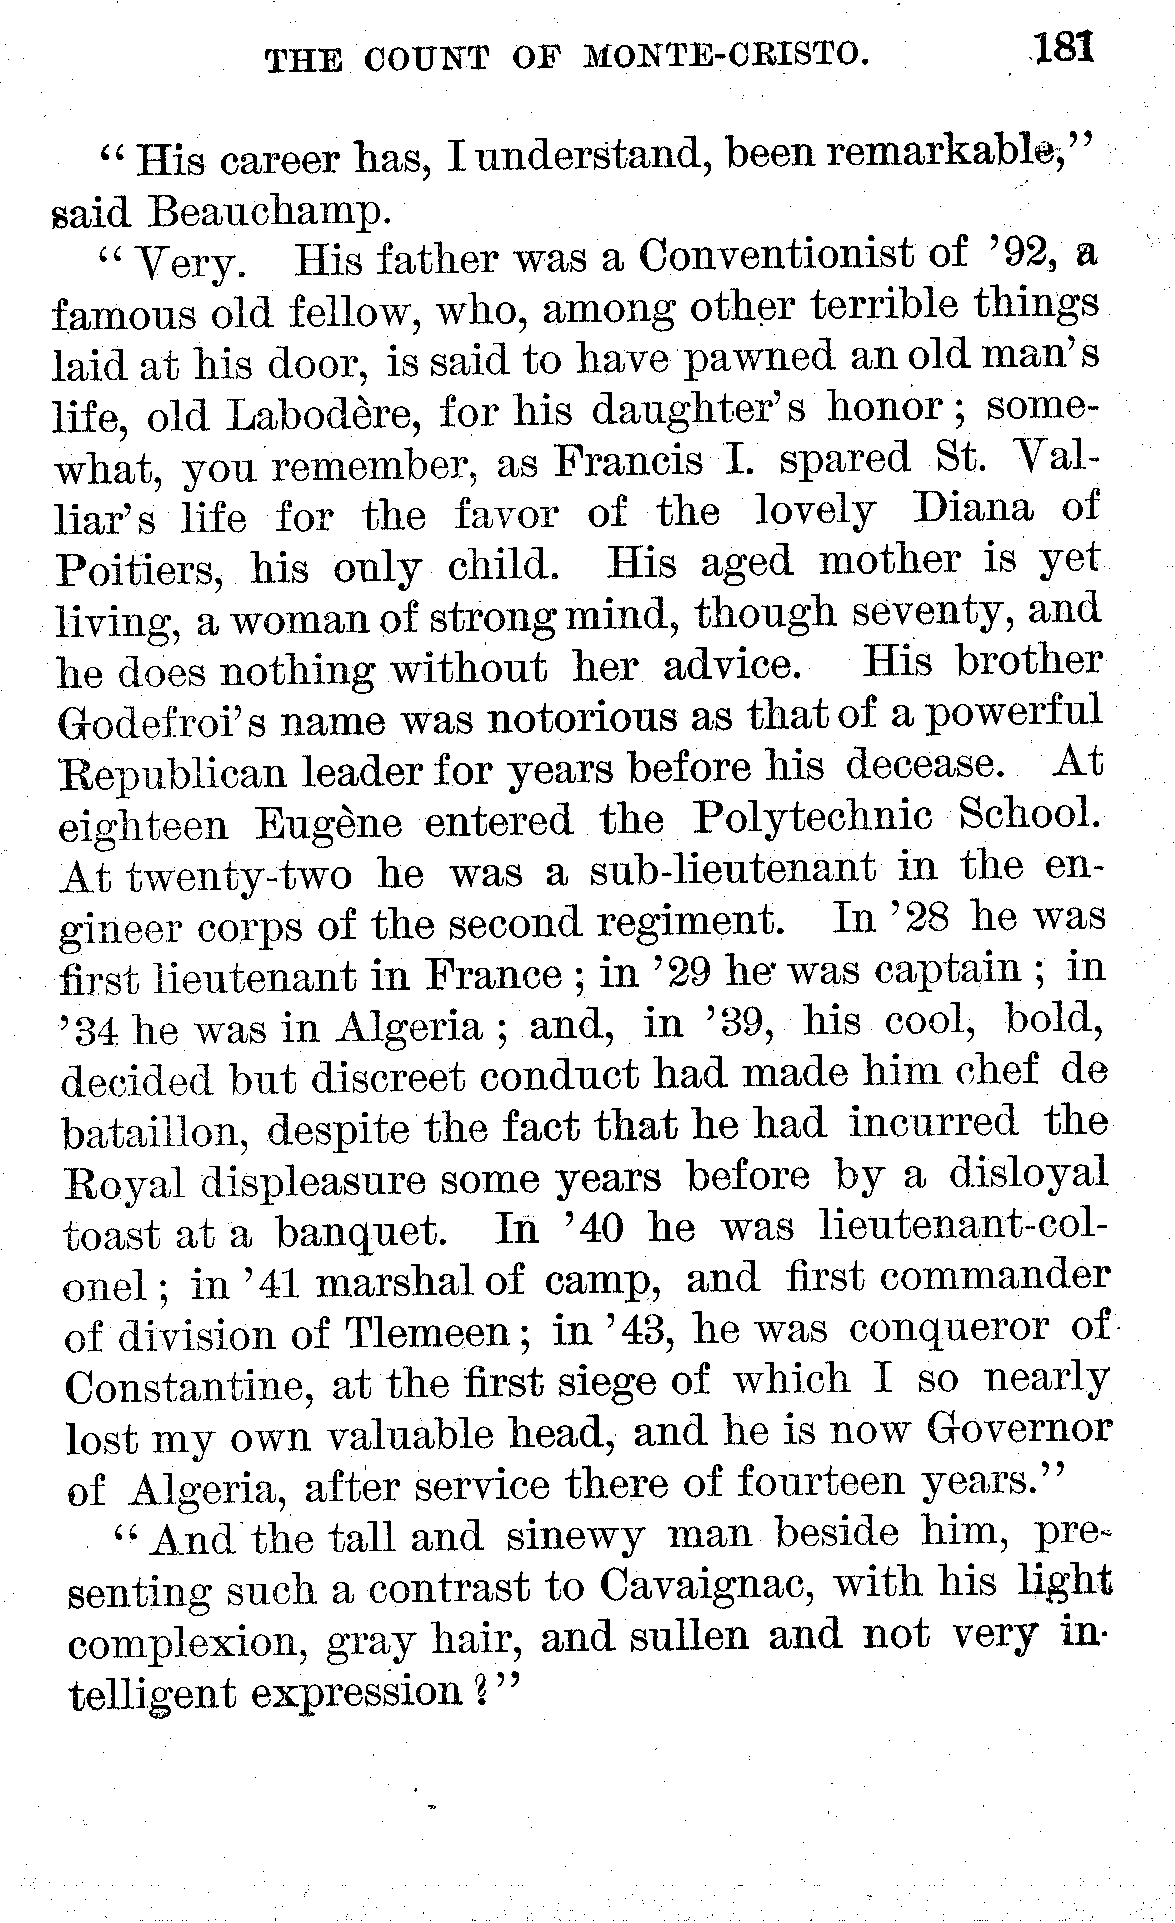 THE COUNT OF MONTE-CRISTO. 181
“His career has, I understand, been remarkable,”
said Beauchamp.
“Very. His father was a Conventionist of ’92, a
famous old fellow, who, among other terrible things
laid at his door, is said to have pawned an old man’s
life, old Labodère, for his daughter’s honor; some-
what, you remember, as Francis I. spared St. Val-
liar’s life for the favor of the lovely Diana of
Poitiers, his only child. His aged mother is yet
living, a woman of strong mind, though seventy, and
he does nothing without her advice. His brother
Godefroi’s name was notorious as that of a powerful
Republican leader for years before his decease. At
eighteen Eugène entered the Polytechnic School.
At twenty-two he was a sub-lieutenant in the en-
gineer corps of the second regiment. In ’28 he was
first lieutenant in France; in ’29 he was captain; in
’34 he was in Algeria; and, in ’39, his cool, bold,
decided but discreet conduct had made him chef de
bataillon, despite the fact that he had incurred the
Royal displeasure some years before by a disloyal
toast at a banquet. In ’40 he was lieutenant-col-
onel; in ’41 marshal of camp, and first commander
of division of Tlemeen; in ’43, he was conqueror of
Constantine, at the first siege of which I so nearly
lost my own valuable head, and he is now Governor
of Algeria, after service there of fourteen years.”
“And the tall and sinewy man beside him, pre-
senting such a contrast to Cavaignac, with his light
complexion, gray hair, and sullen and not very in-
telligent expression?”